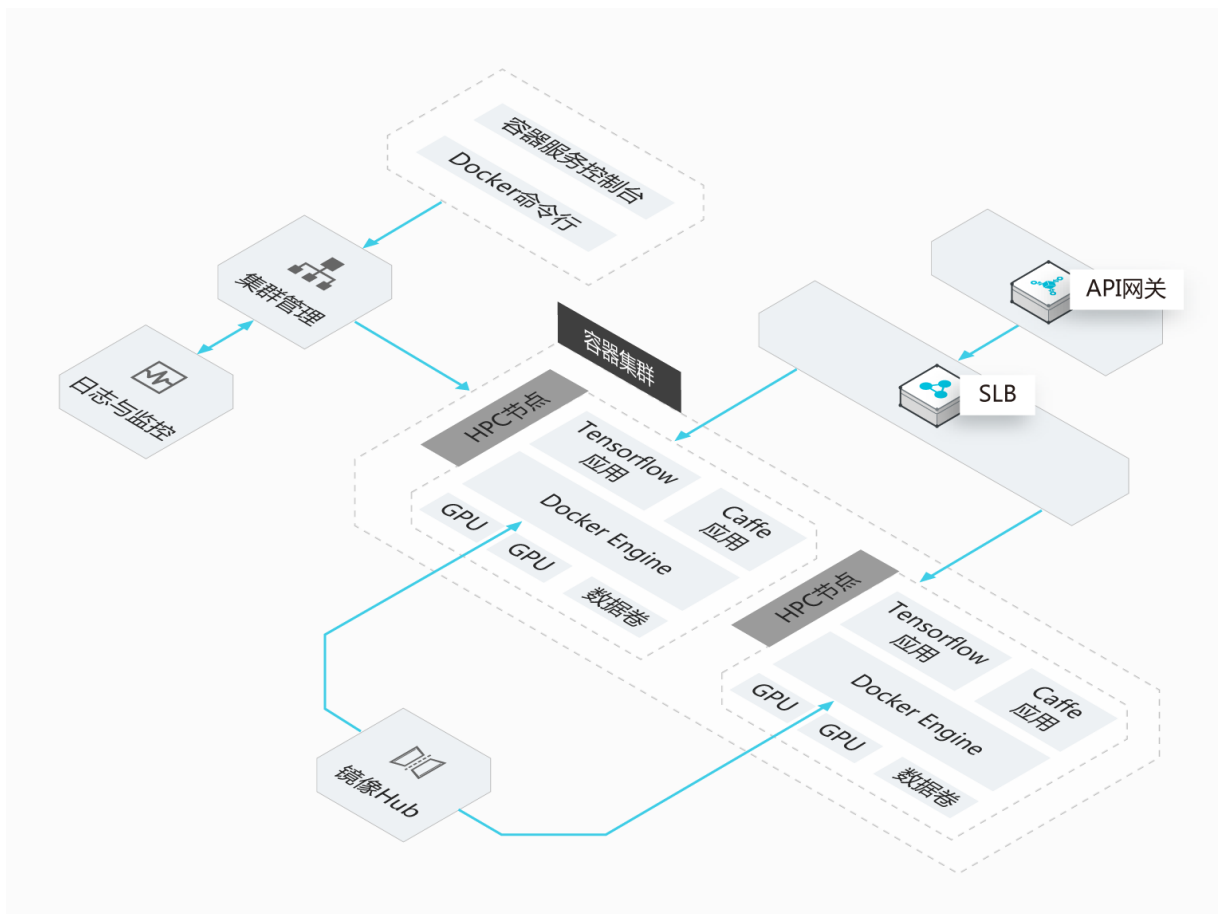 容器服务控制台
Docker命令行
集群管理
日志与监控
API网关
SLB
容器集群
HPC节点
Tensorflow
应用
Caffe
应用
Docker Engine
GPU
GPU
数据卷
HPC节点
Tensorflow
应用
Caffe
应用
Docker Engine
GPU
GPU
数据卷
镜像Hub